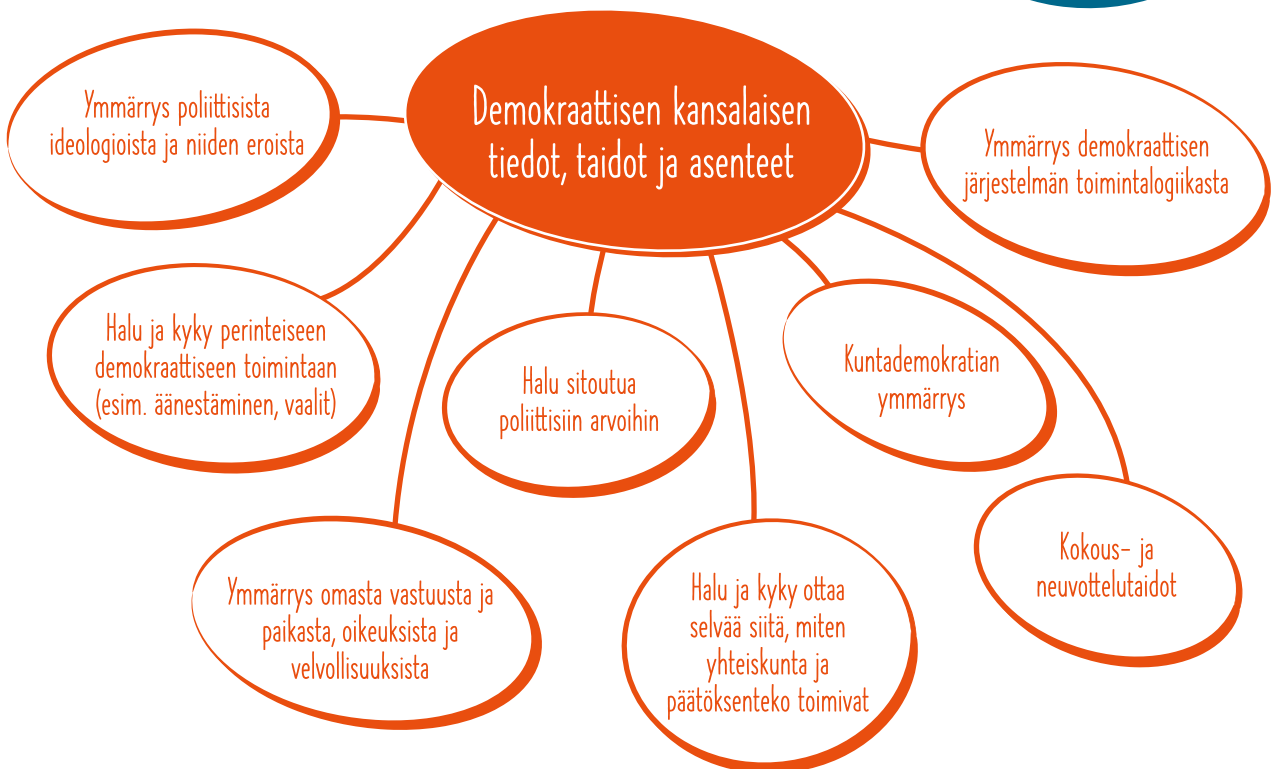 Demokraattisen kansalaisen
tiedot, taidot ja asenteet
Ymmärrys poliittisista
ideologioista ja niiden eroista
Ymmärrys demokraattisen
järjestelmän toimintalogiikasta
Halu ja kyky perinteiseen
demokraattiseen toimintaan
(esim. äänestäminen, vaalit)
Halu sitoutua
poliittisiin arvoihin
Kuntademokratian
ymmärrys
Ymmärrys omasta vastuusta ja
paikasta, oikeuksista ja
velvollisuuksista
Halu ja kyky ottaa
selvää siitä, miten
yhteiskunta ja
päätöksenteko toimivat
Kokous- ja
neuvottelutaidot